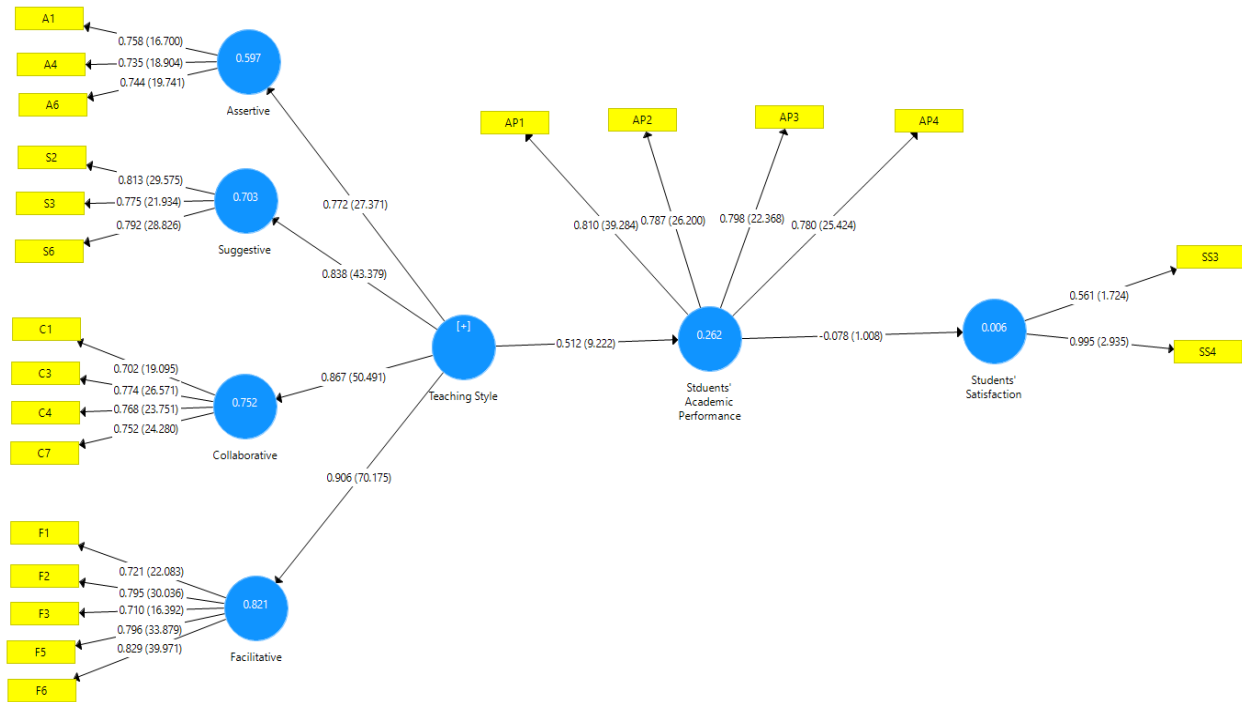 A1
0.758 (16.700)
A4
0.735 (18.904)
0.744 (19.741)
A6
0.597
Assertive
S2
0.813 (29.575)
S3
0.775 (21.934)
0.792 (28.826)
S6
0.703
Suggestive
C1
0.702 (19.095)
C3
0.774 (26.571)
C4
0.768 (23.751)
0.752 (24.280)
C7
0.752
Collaborative
F1
0.721 (22.083)
F2
0.795 (30.036)
F3
0.710 (16.392)
0.796 (33.879)
F5
0.829 (39.971)
F6
0.821
Facilitative
0.772 (27.371)
0.838 (43.379)
0.867 (50.491)
0.906 (70.175)
[+]
Teaching Style
0.512 (9.222)
AP1
AP2
AP3
AP4
0.810 (39.284)
0.787 (26.200)
0.798 (22.368)
0.780 (25.424)
0.262
Stduents'
Academic
Performance
-0.078 (1.008)
0.006
Students'
Satisfaction
SS3
0.561 (1.724)
0.995 (2.935)
SS4